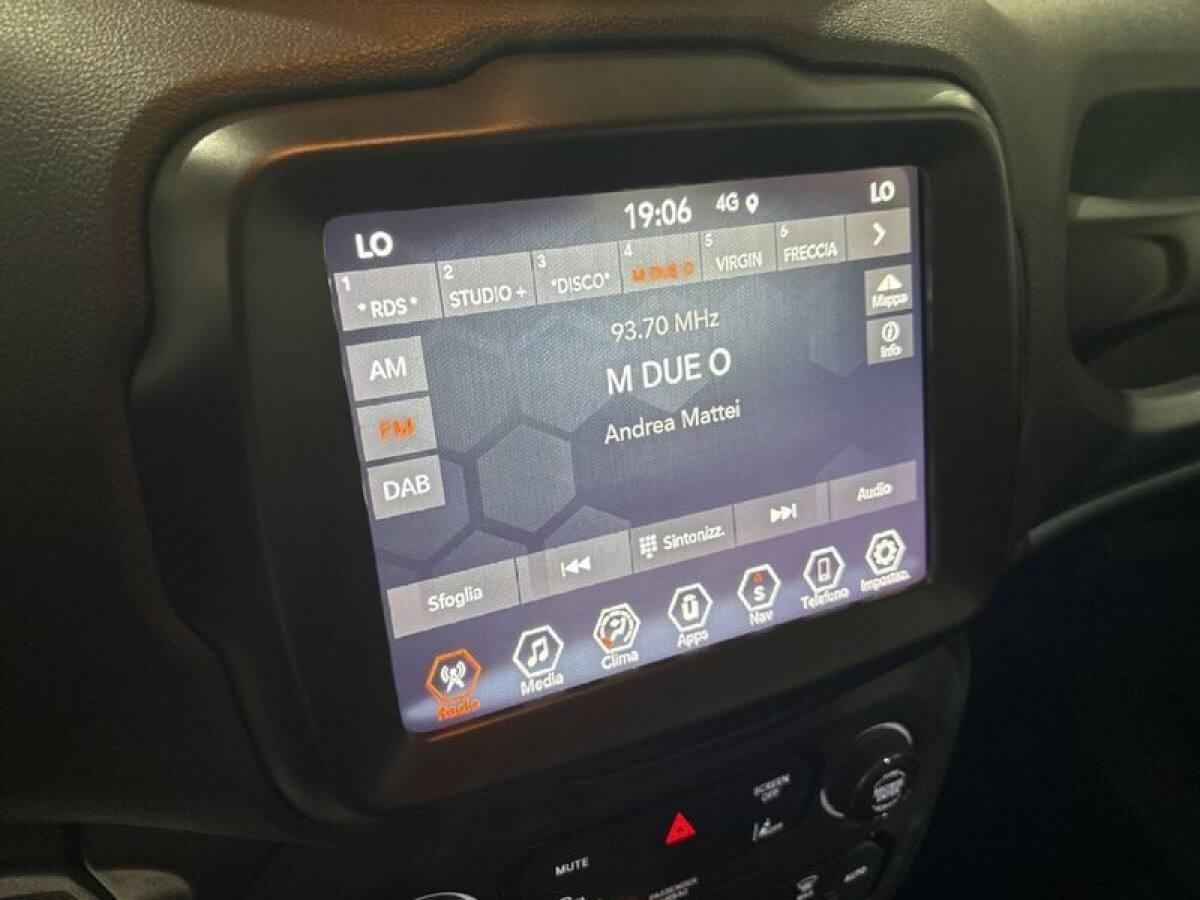 LO 19:06 4G LO
1 *RDS* 2 STUDIO + 3 *DISCO* 4 M DUE O 5 VIRGIN 6 FRECCIA
Mappa
Info
AM
FM
DAB
93.70 MHz
M DUE O
Andrea Mattei
Sfoglia Sintonizz. Audio
Radio Media Clima Apps Nav Telefono Impostaz.
SCREEN
OFF
MUTE
AUTO